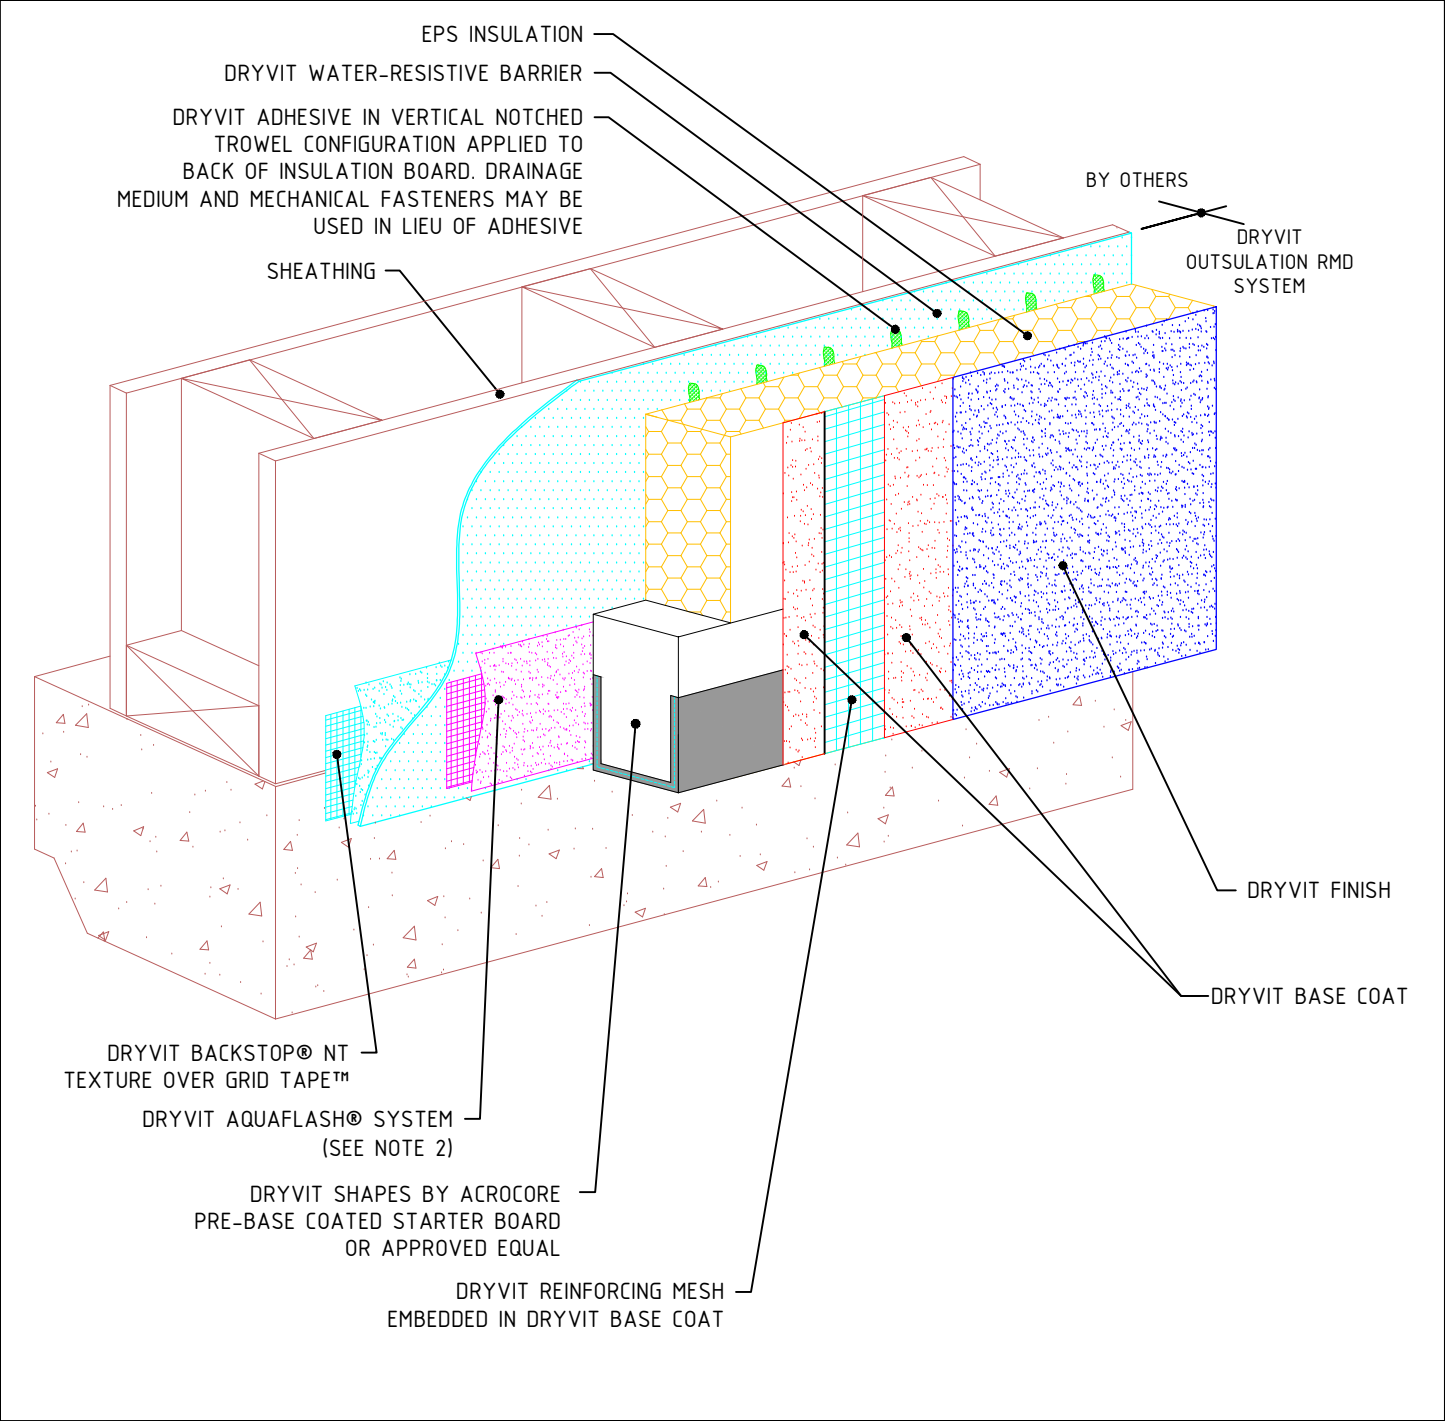 EPS INSULATION
DRYVIT WATER-RESISTIVE BARRIER
DRYVIT ADHESIVE IN VERTICAL NOTCHED
TROWEL CONFIGURATION APPLIED TO
BACK OF INSULATION BOARD. DRAINAGE
MEDIUM AND MECHANICAL FASTENERS MAY BE
USED IN LIEU OF ADHESIVE
SHEATHING
BY OTHERS
DRYVIT
OUTSULATION RMD
SYSTEM
DRYVIT FINISH
DRYVIT BASE COAT
DRYVIT BACKSTOP® NT
TEXTURE OVER GRID TAPE™
DRYVIT AQUAFLASH® SYSTEM
(SEE NOTE 2)
DRYVIT SHAPES BY ACROCORE
PRE-BASE COATED STARTER BOARD
OR APPROVED EQUAL
DRYVIT REINFORCING MESH
EMBEDDED IN DRYVIT BASE COAT